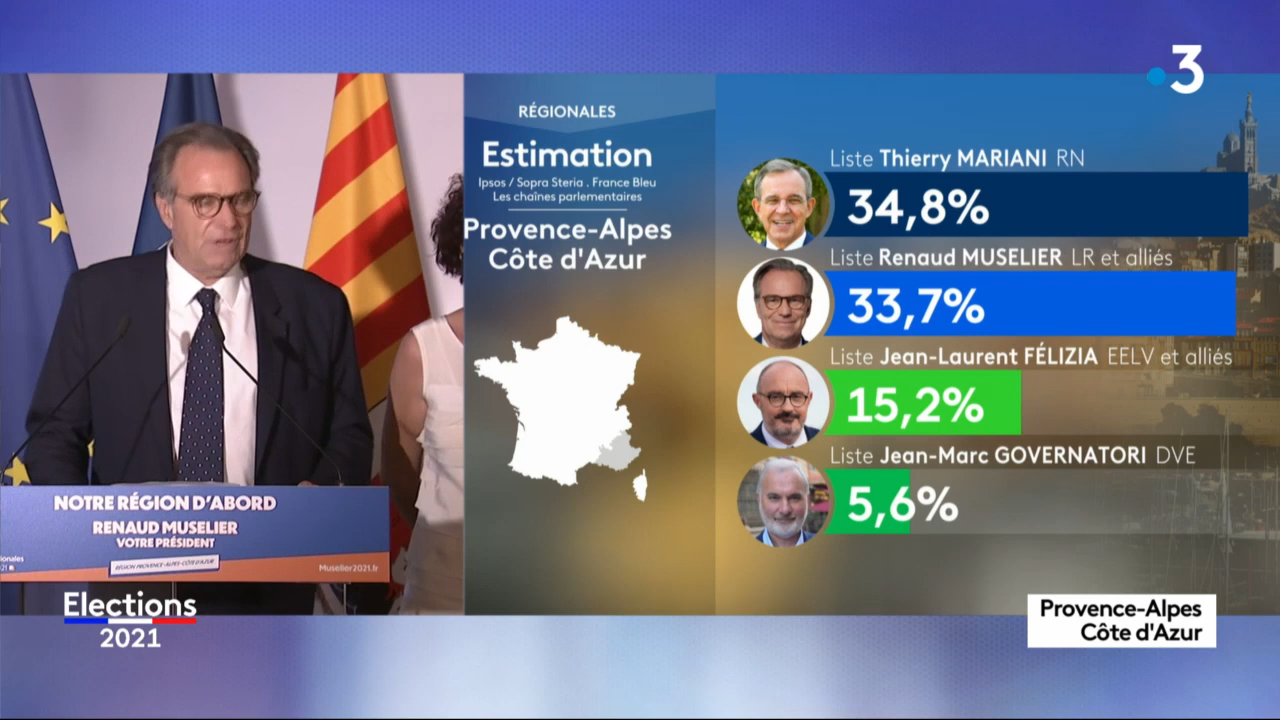 3
RÉGIONALES
Estimation
Ipsos / Sopra Steria . France Bleu
Les chaînes parlementaires
Provence-Alpes
Côte d'Azur
Liste Thierry MARIANI RN
34,8%
Liste Renaud MUSELIER LR et alliés
33,7%
Liste Jean-Laurent FÉLIZIA EELV et alliés
15,2%
Liste Jean-Marc GOVERNATORI DVE
5,6%
NOTRE RÉGION D'ABORD
RENAUD MUSELIER
VOTRE PRÉSIDENT
RÉGION PROVENCE-ALPES-CÔTE D'AZUR
Muselier2021.fr
Elections
2021
Provence-Alpes
Côte d'Azur